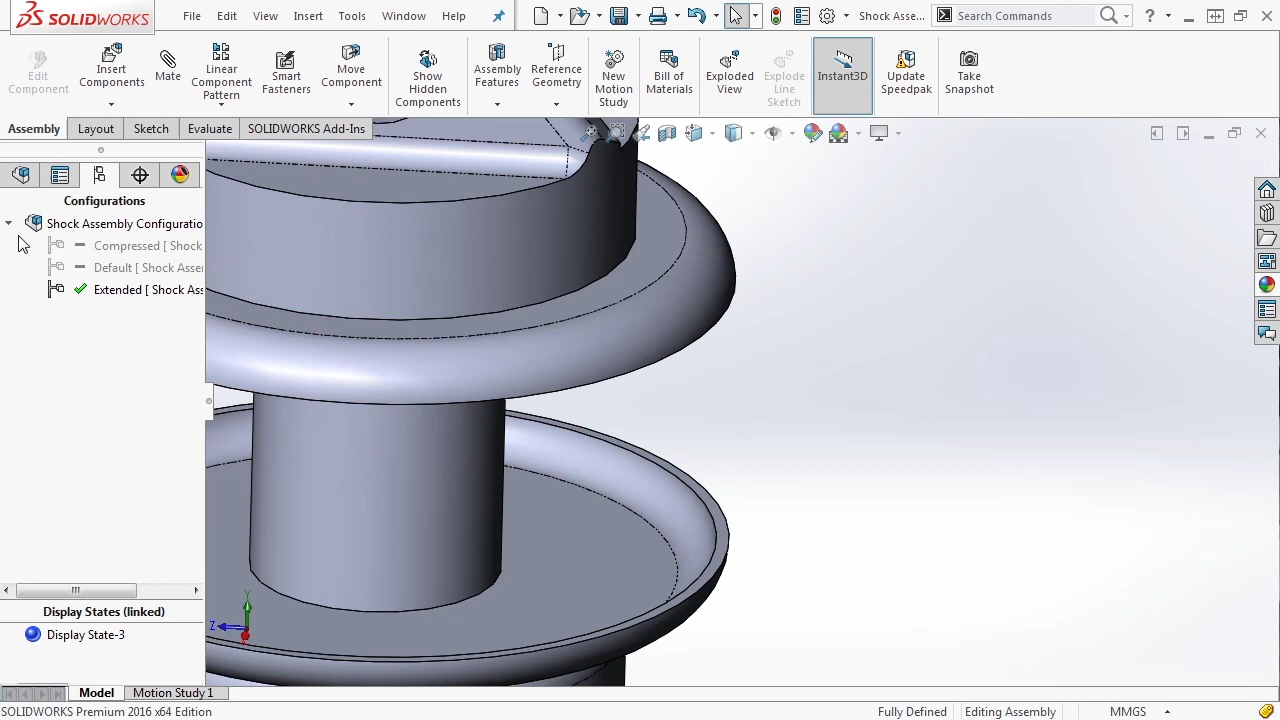 SOLIDWORKS File Edit View Insert Tools Window Help Shock Asse... Search Commands ?
Edit Component
Insert Components
Mate
Linear Component Pattern
Smart Fasteners
Move Component
Show Hidden Components
Assembly Features
Reference Geometry
New Motion Study
Bill of Materials
Exploded View
Explode Line Sketch
Instant3D
Update Speedpak
Take Snapshot
Assembly Layout Sketch Evaluate SOLIDWORKS Add-Ins
Configurations
Shock Assembly Configuratio
Compressed [ Shock
Default [ Shock Asse
Extended [ Shock Ass
Display States (linked)
Display State-3
Y
Z
X
Model Motion Study 1
SOLIDWORKS Premium 2016 x64 Edition Fully Defined Editing Assembly MMGS